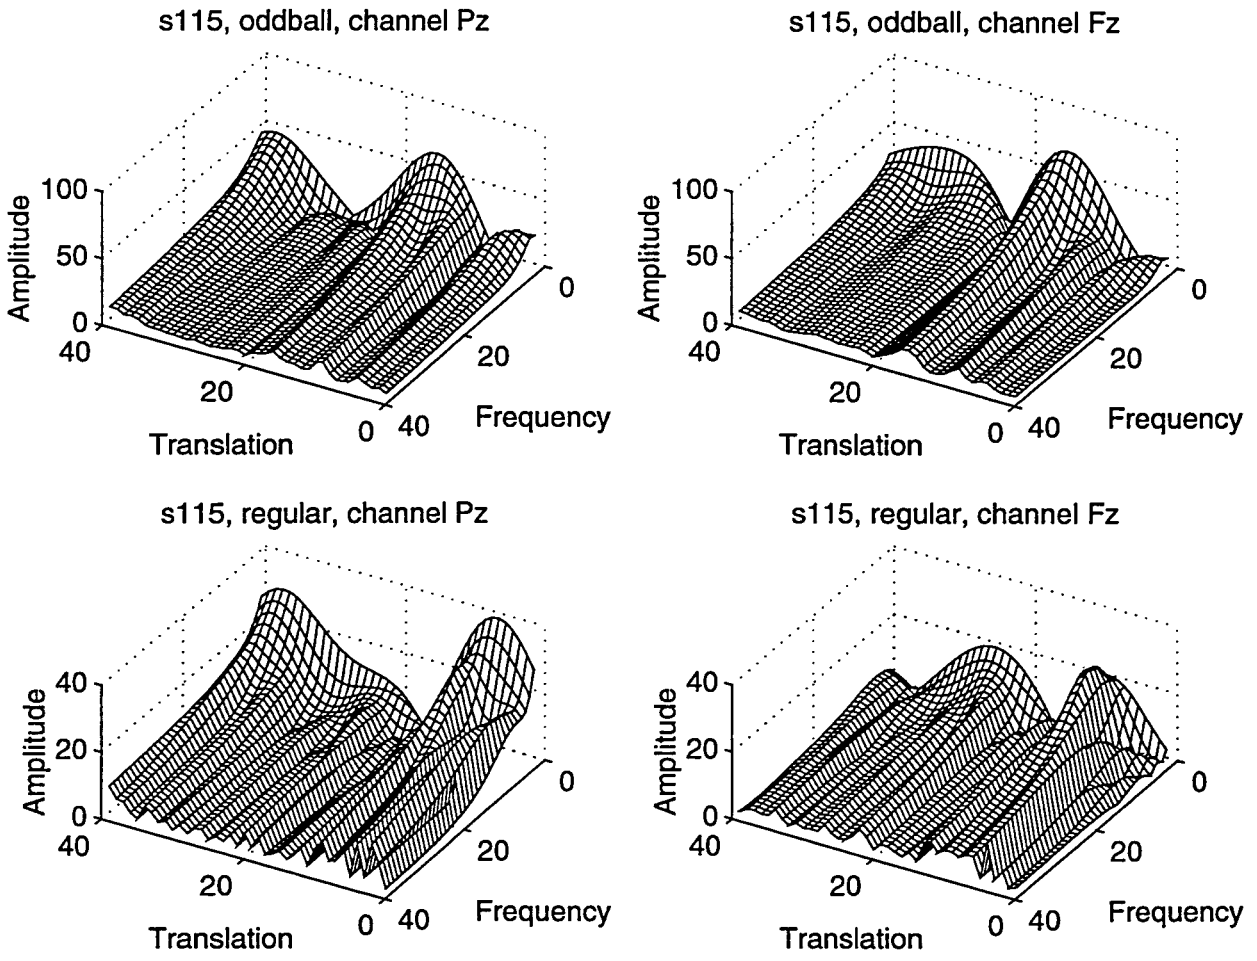 s115, oddball, channel Pz
100
50
0
Amplitude
40
20
0
Translation
40
20
0
Frequency
s115, oddball, channel Fz
100
50
0
Amplitude
40
20
0
Translation
40
20
0
Frequency
s115, regular, channel Pz
40
20
0
Amplitude
40
20
0
Translation
40
20
0
Frequency
s115, regular, channel Fz
40
20
0
Amplitude
40
20
0
Translation
40
20
0
Frequency